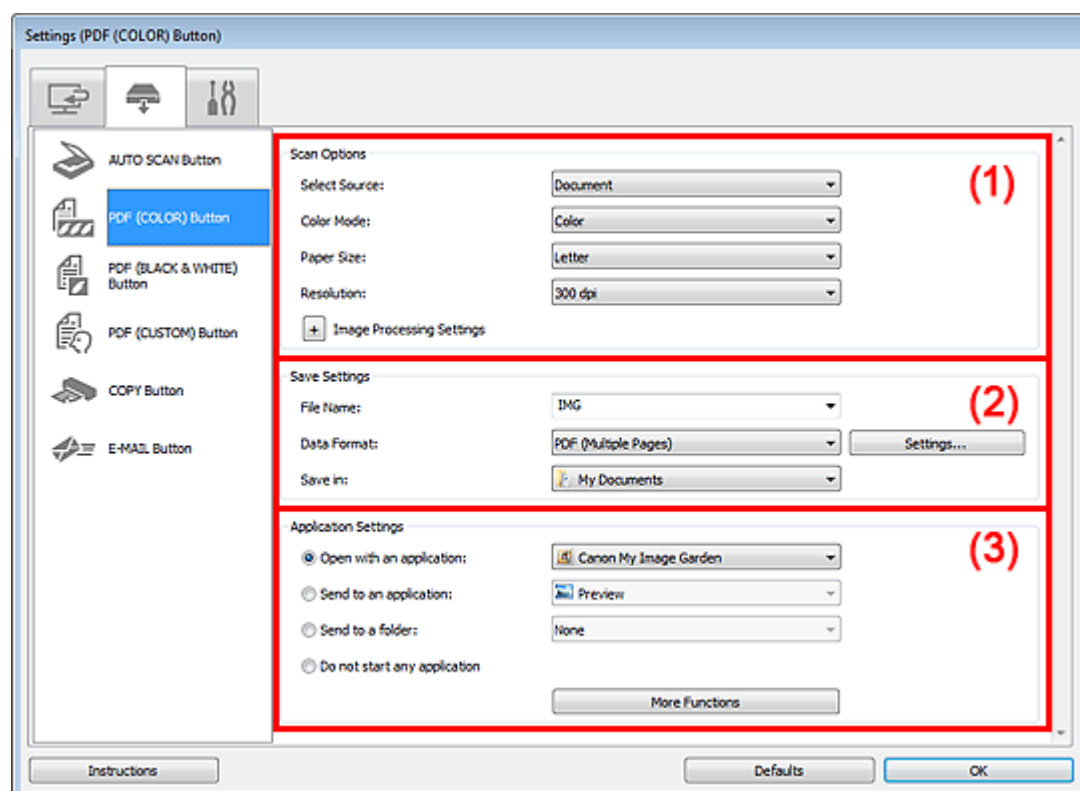 Settings (PDF (COLOR) Button)
AUTO SCAN Button
PDF (COLOR) Button
PDF (BLACK & WHITE)
Button
PDF (CUSTOM) Button
COPY Button
E-MAIL Button
Scan Options
(1)
Select Source: Document
Color Mode: Color
Paper Size: Letter
Resolution: 300 dpi
+ Image Processing Settings
Save Settings
(2)
File Name: IMG
Data Format: PDF (Multiple Pages) Settings...
Save in: My Documents
Application Settings
(3)
Open with an application: Canon My Image Garden
Send to an application: Preview
Send to a folder: None
Do not start any application
More Functions
Instructions Defaults OK